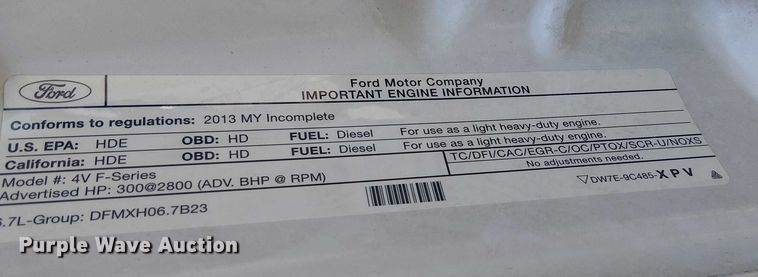 Ford
Ford Motor Company
IMPORTANT ENGINE INFORMATION
Conforms to regulations: 2013 MY Incomplete
U.S. EPA: HDE OBD: HD FUEL: Diesel For use as a light heavy-duty engine.
California: HDE OBD: HD FUEL: Diesel For use as a light heavy-duty engine.
Model #: 4V F-Series TC/DFI/CAC/EGR-C/OC/PTOX/SCR-U/NOXS
Advertised HP: 300@2800 (ADV. BHP @ RPM) No adjustments needed.
6.7L-Group: DFMXH06.7B23 DW7E-9C485-XPV
Purple Wave Auction